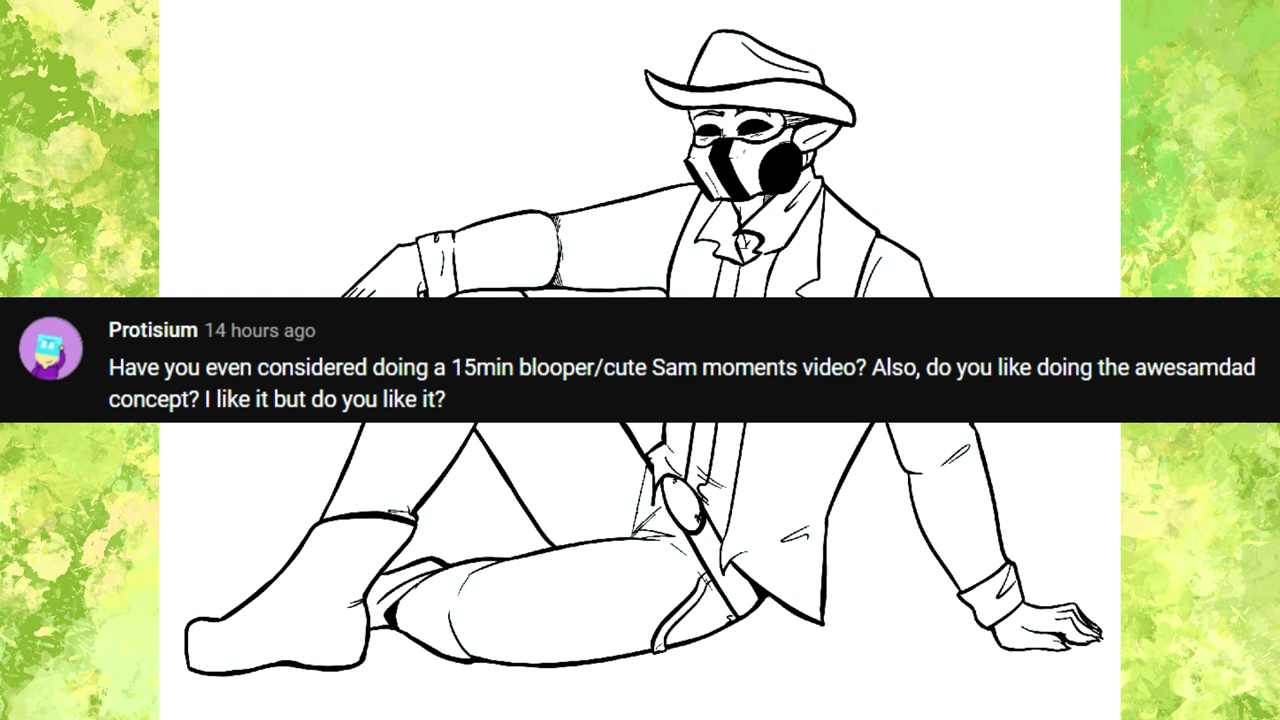 Protisium 14 hours ago
Have you even considered doing a 15min blooper/cute Sam moments video? Also, do you like doing the awesamdad
concept? I like it but do you like it?